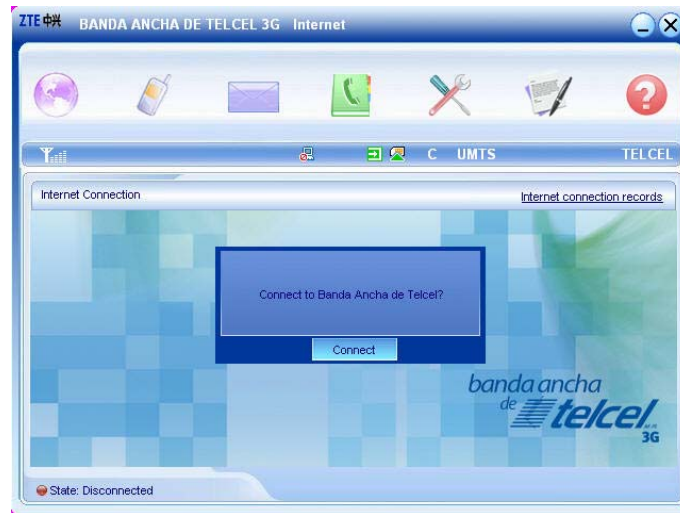 ZTE中兴 BANDA ANCHA DE TELCEL 3G Internet
C UMTS TELCEL
Internet Connection Internet connection records
Connect to Banda Ancha de Telcel?
Connect
banda ancha
de telcel
3G
State: Disconnected